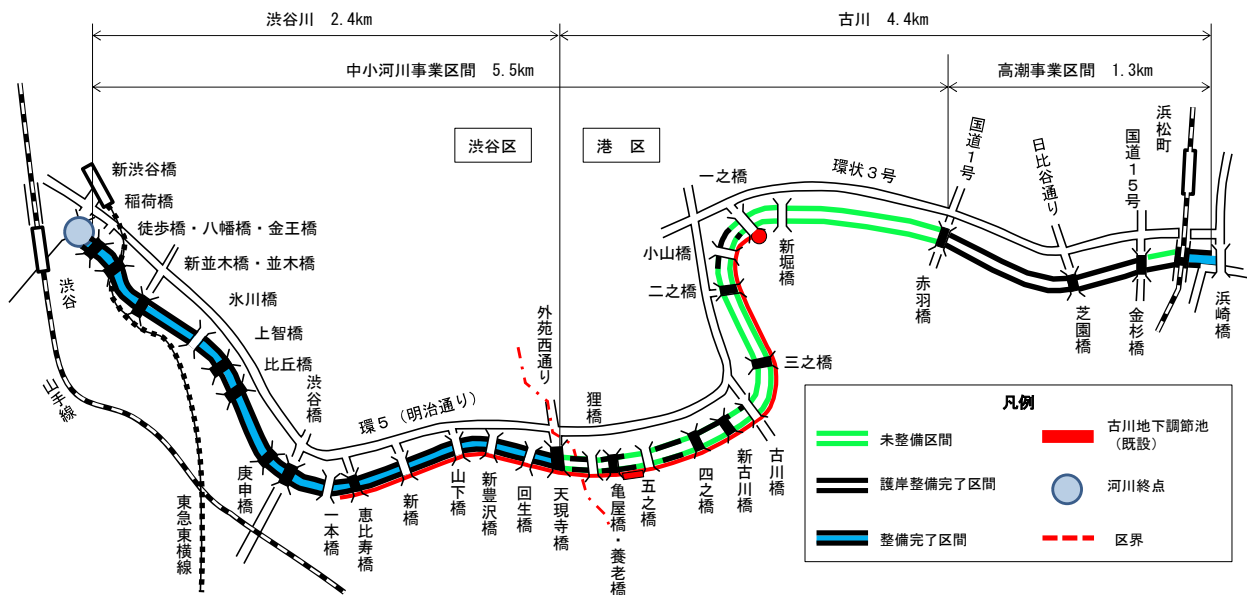 渋谷川 2.4km
古川 4.4km
中小河川事業区間 5.5km
高潮事業区間 1.3km
渋谷区
港 区
新渋谷橋
稲荷橋
徒歩橋・八幡橋・金王橋
新並木橋・並木橋
氷川橋
上智橋
比丘橋
渋谷橋
渋谷
山手線
東急東横線
庚申橋
一本橋
恵比寿橋
新橋
山下橋
新豊沢橋
回生橋
天現寺橋
環5(明治通り)
外苑西通り
狸橋
亀屋橋・養老橋
五之橋
四之橋
新古川橋
古川橋
三之橋
二之橋
小山橋
一之橋
新堀橋
環状3号
国道1号
赤羽橋
日比谷通り
芝園橋
国道15号
金杉橋
浜松町
浜崎橋
凡例
未整備区間
護岸整備完了区間
整備完了区間
古川地下調節池
(既設)
河川終点
区界